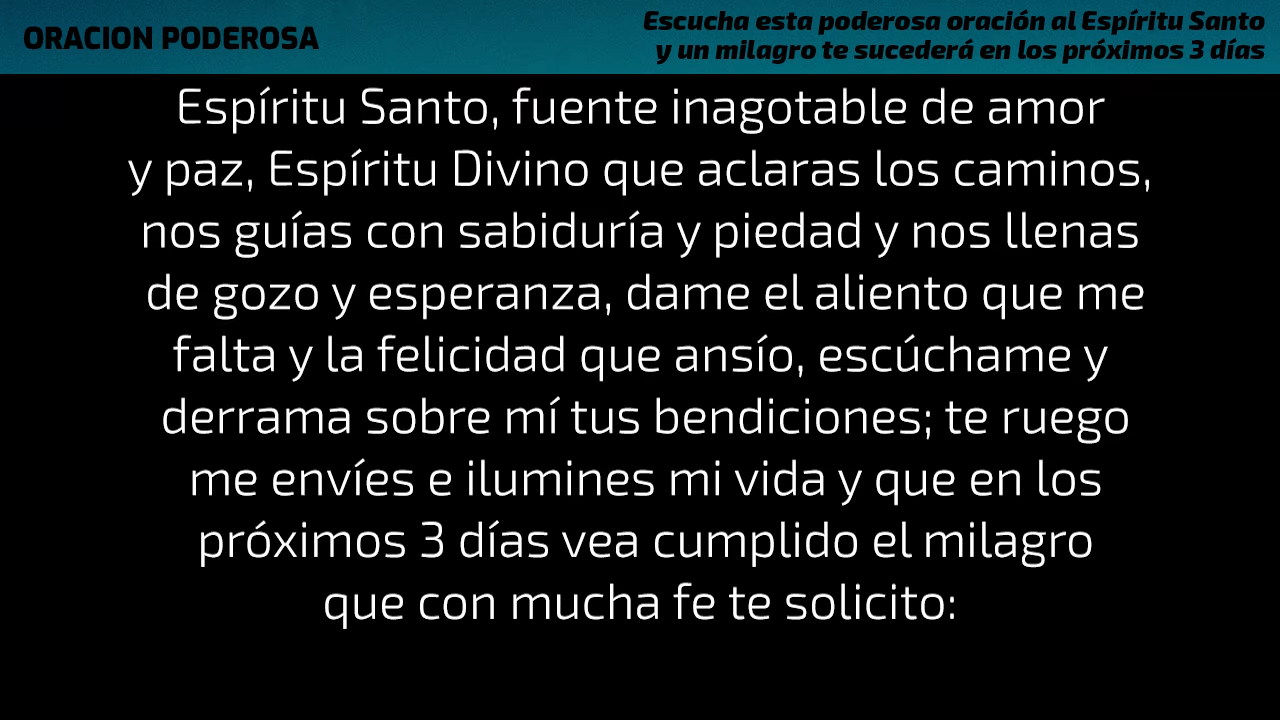 ORACION PODEROSA
Escucha esta poderosa oración al Espíritu Santo
y un milagro te sucederá en los próximos 3 días
Espíritu Santo, fuente inagotable de amor
y paz, Espíritu Divino que aclaras los caminos,
nos guías con sabiduría y piedad y nos llenas
de gozo y esperanza, dame el aliento que me
falta y la felicidad que ansío, escúchame y
derrama sobre mí tus bendiciones; te ruego
me envíes e ilumines mi vida y que en los
próximos 3 días vea cumplido el milagro
que con mucha fe te solicito: